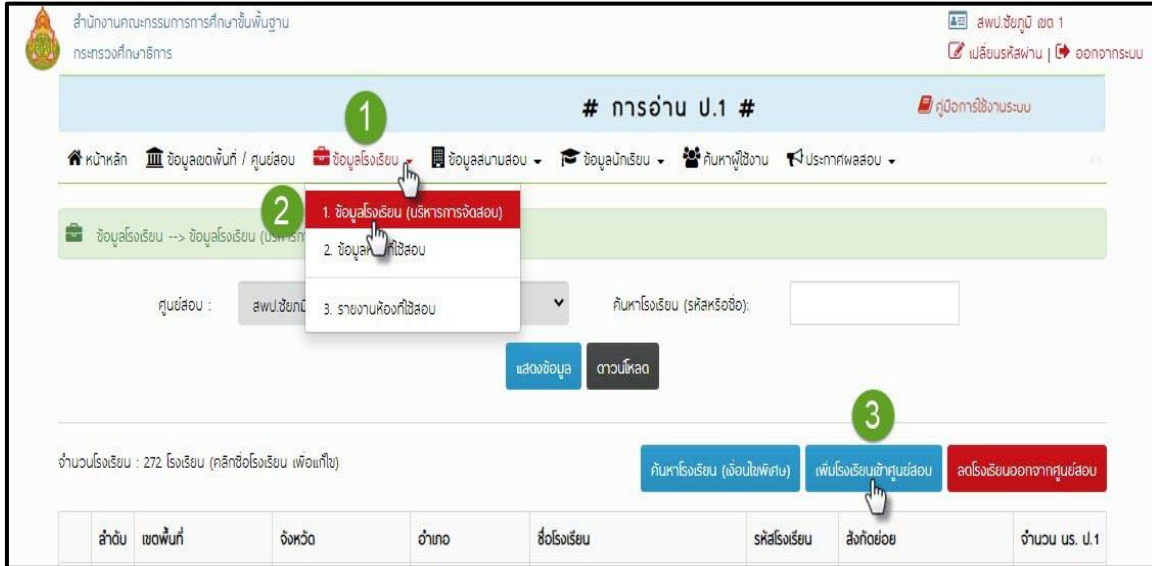 สำนักงานคณะกรรมการการศึกษาขั้นพื้นฐาน
กระทรวงศึกษาธิการ
สพป.ชัยภูมิ เขต 1
เปลี่ยนรหัสผ่าน | ออกจากระบบ
# การอ่าน ป.1 #
คู่มือการใช้งานระบบ
1
หน้าหลัก ข้อมูลเขตพื้นที่ / ศูนย์สอบ ข้อมูลโรงเรียน ข้อมูลสนามสอบ ข้อมูลนักเรียน ค้นหาผู้ใช้งาน ประกาศผลสอบ
2
1. ข้อมูลโรงเรียน (บริหารการจัดสอบ)
ข้อมูลโรงเรียน --> ข้อมูลโรงเรียน
2. ที่ใช้สอบ
3. รายงานห้องที่ใช้สอบ
ศูนย์สอบ :
ค้นหาโรงเรียน (รหัสหรือชื่อ):
แสดงข้อมูล ดาวน์โหลด
3
จำนวนโรงเรียน : 272 โรงเรียน (คลิกชื่อโรงเรียน เพื่อแก้ไข)
ค้นหาโรงเรียน (เงื่อนไขพิเศษ) เพิ่มโรงเรียนเข้าศูนย์สอบ ลดโรงเรียนออกจากศูนย์สอบ
ลำดับ เขตพื้นที่ จังหวัด อำเภอ ชื่อโรงเรียน รหัสโรงเรียน สังกัดย่อย จำนวน นร. ป.1